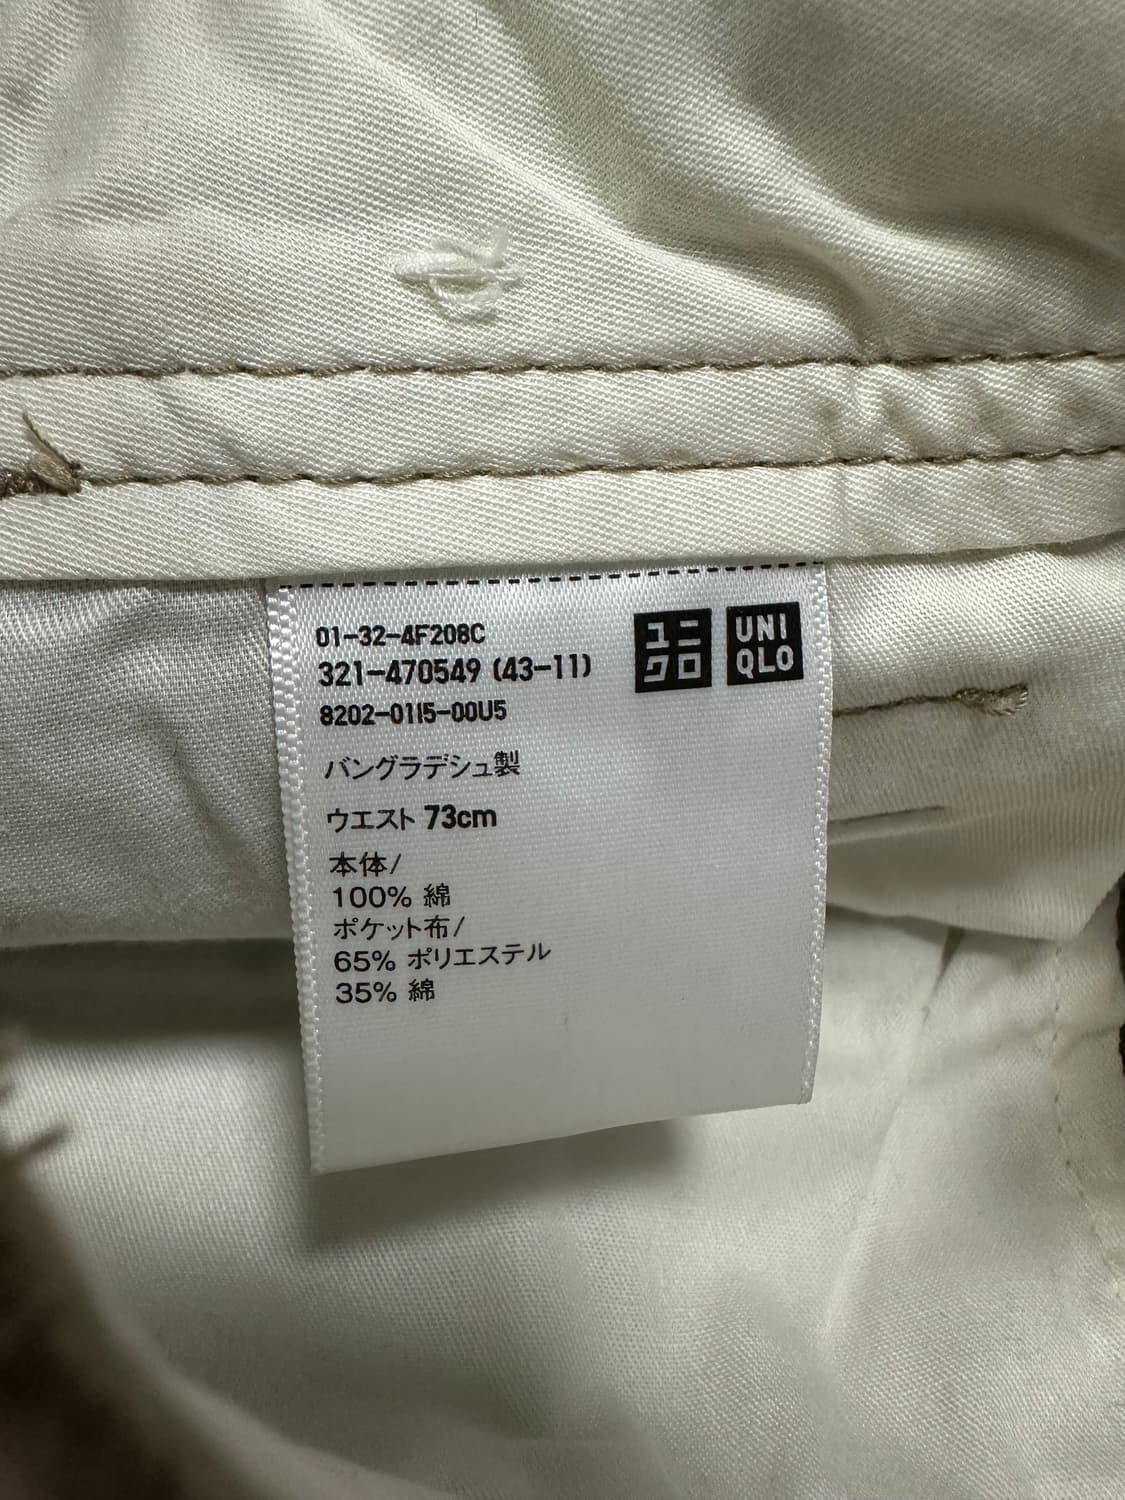 01-32-4F208C
321-470549 (43-11)
8202-0115-00U5
ユニ
クロ
UNI
QLO
バングラデシュ製
ウエスト 73cm
本体/
100% 綿
ポケット布/
65% ポリエステル
35% 綿